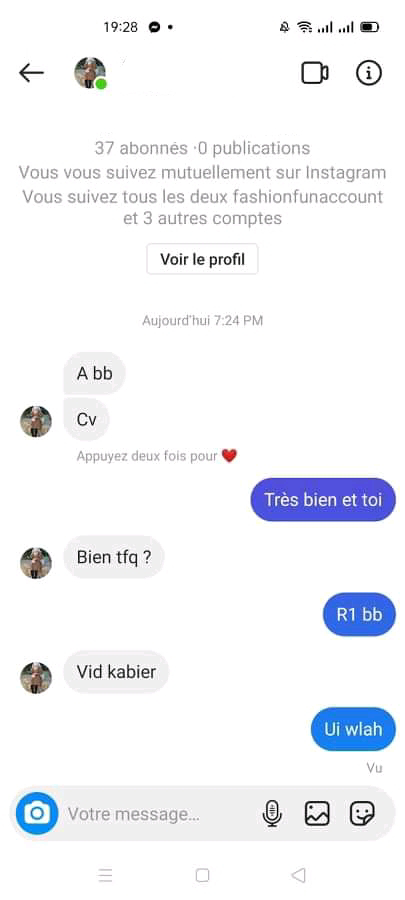 19:28
37 abonnés ·0 publications
Vous vous suivez mutuellement sur Instagram
Vous suivez tous les deux fashionfunaccount
et 3 autres comptes
Voir le profil
Aujourd'hui 7:24 PM
A bb
Cv
Appuyez deux fois pour ❤️
Très bien et toi
Bien tfq ?
R1 bb
Vid kabier
Ui wlah
Vu
Votre message...